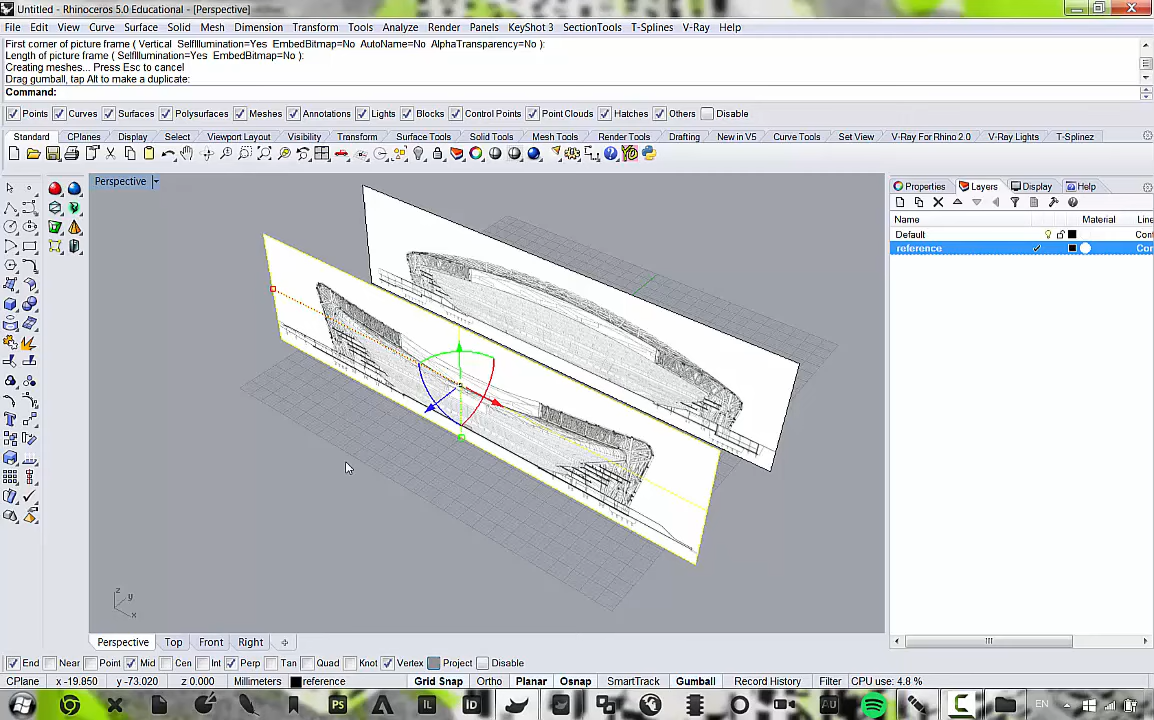 Untitled - Rhinoceros 5.0 Educational - [Perspective]
File Edit View Curve Surface Solid Mesh Dimension Transform Tools Analyze Render Panels KeyShot 3 SectionTools T-Splines V-Ray Help
First corner of picture frame ( Vertical SelfIllumination=Yes EmbedBitmap=No AutoName=No AlphaTransparency=No ):
Length of picture frame ( SelfIllumination=Yes EmbedBitmap=No ):
Creating meshes... Press Esc to cancel
Drag gumball, tap Alt to make a duplicate:
Command:
Points Curves Surfaces Polysurfaces Meshes Annotations Lights Blocks Control Points Point Clouds Hatches Others Disable
Standard CPlanes Display Select Viewport Layout Visibility Transform Surface Tools Solid Tools Mesh Tools Render Tools Drafting New in V5 Curve Tools Set View V-Ray For Rhino 2.0 V-Ray Lights T-Splinez
Perspective
Properties Layers Display Help
Name Material Line
Default Cont
reference Con
z y x
Perspective Top Front Right
End Near Point Mid Cen Int Perp Tan Quad Knot Vertex Project Disable
CPlane x -19.850 y -73.020 z 0.000 Millimeters reference Grid Snap Ortho Planar Osnap SmartTrack Gumball Record History Filter CPU use: 4.8 %
PS IL ID AU EN